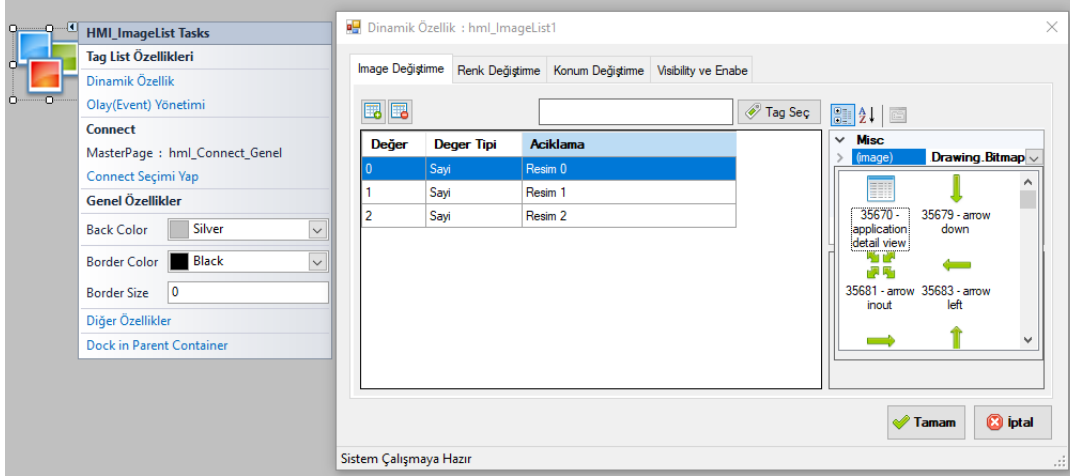 HMI_ImageList Tasks
Tag List Özellikleri
Dinamik Özellik
Olay(Event) Yönetimi
Connect
MasterPage : hml_Connect_Genel
Connect Seçimi Yap
Genel Özellikler
Back Color Silver
Border Color Black
Border Size 0
Diğer Özellikler
Dock in Parent Container
Dinamik Özellik : hml_ImageList1
Image Değiştirme Renk Değiştirme Konum Değiştirme Visibility ve Enabe
Tag Seç
Değer Deger Tipi Aciklama
0 Sayi Resim 0
1 Sayi Resim 1
2 Sayi Resim 2
Misc
(image) Drawing.Bitmap
35670 - application detail view
35679 - arrow down
35681 - arrow inout
35683 - arrow left
Tamam İptal
Sistem Çalışmaya Hazır